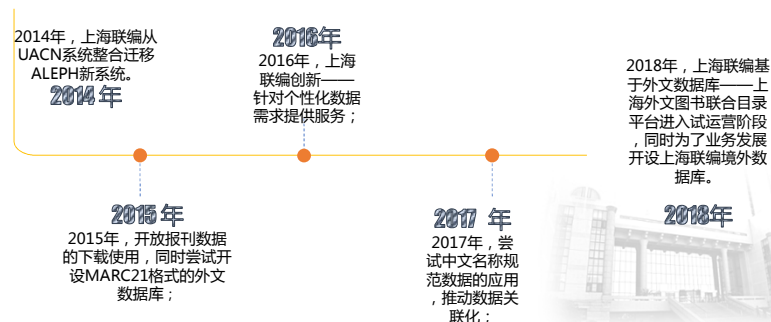 2014年，上海联编从
UACN系统整合迁移
ALEPH新系统。
2014 年
2016年
2016年，上海
联编创新——
针对个性化数据
需求提供服务；
2015 年
2015年，开放报刊数据
的下载使用，同时尝试开
设MARC21格式的外文
数据库；
2017 年
2017年，尝
试中文名称规
范数据的应用
，推动数据关
联化；
2018年，上海联编基
于外文数据库——上
海外文图书联合目录
平台进入试运营阶段
，同时为了业务发展
开设上海联编境外数
据库。
2018年